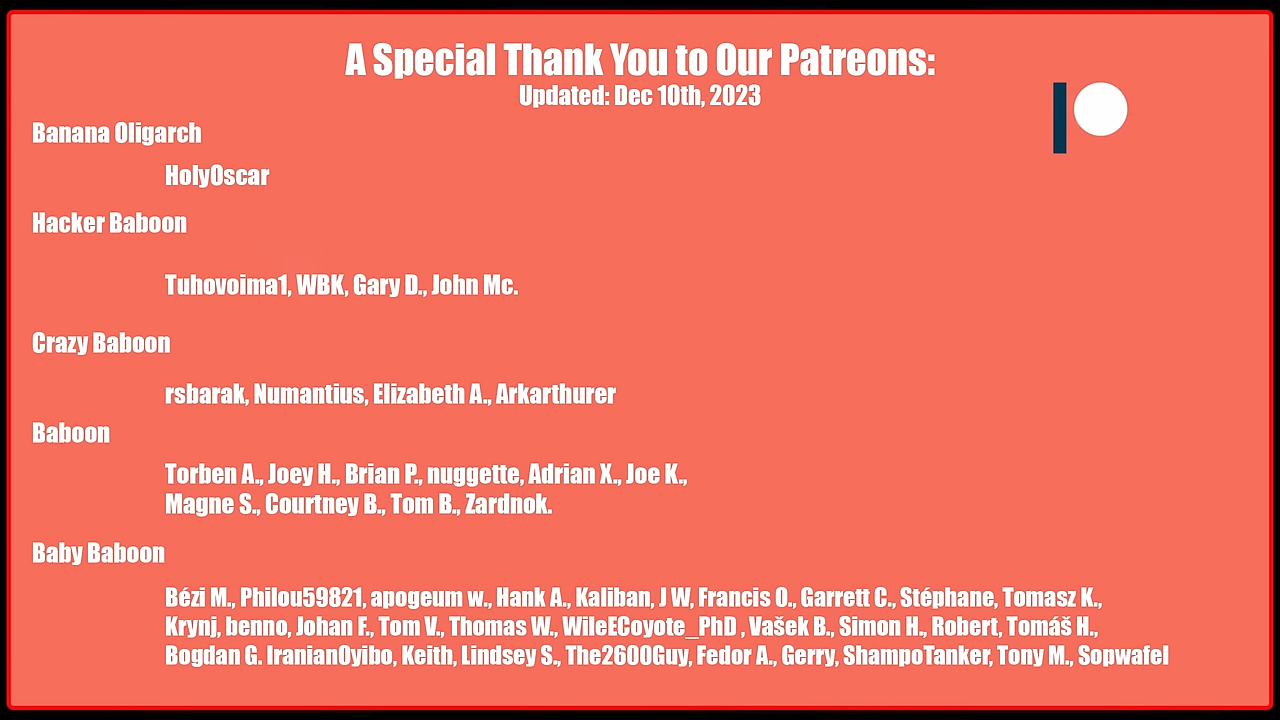 A Special Thank You to Our Patreons:
Updated: Dec 10th, 2023
Banana Oligarch
HolyOscar
Hacker Baboon
Tuhovoima1, WBK, Gary D., John Mc.
Crazy Baboon
rsbarak, Numantius, Elizabeth A., Arkarthurer
Baboon
Torben A., Joey H., Brian P., nuggette, Adrian X., Joe K.,
Magne S., Courtney B., Tom B., Zardnok.
Baby Baboon
Bézi M., Philou59821, apogeum w., Hank A., Kaliban, J W, Francis O., Garrett C., Stéphane, Tomasz K.,
Krynj, benno, Johan F., Tom V., Thomas W., WileECoyote_PhD , Vašek B., Simon H., Robert, Tomáš H.,
Bogdan G. IranianOyibo, Keith, Lindsey S., The2600Guy, Fedor A., Gerry, ShampoTanker, Tony M., Sopwafel